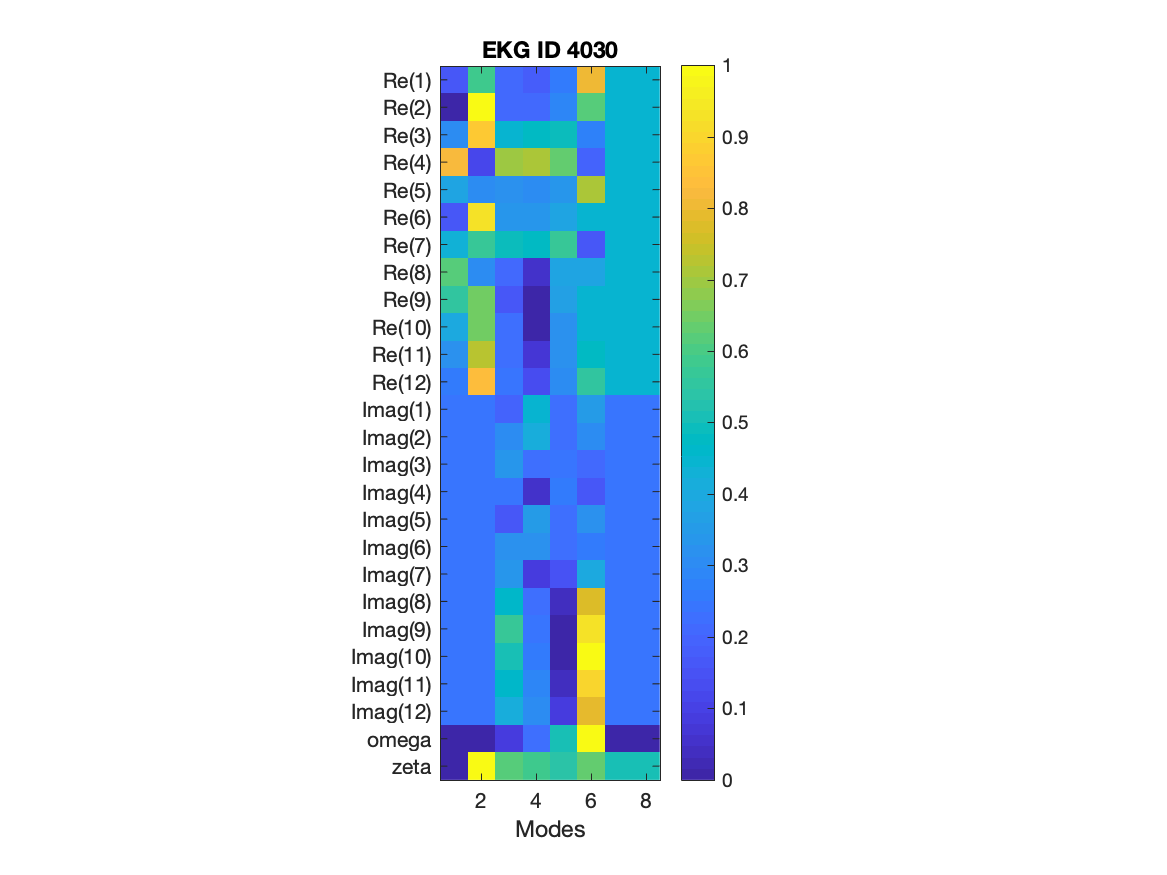 EKG ID 4030
Re(1)
Re(2)
Re(3)
Re(4)
Re(5)
Re(6)
Re(7)
Re(8)
Re(9)
Re(10)
Re(11)
Re(12)
Imag(1)
Imag(2)
Imag(3)
Imag(4)
Imag(5)
Imag(6)
Imag(7)
Imag(8)
Imag(9)
Imag(10)
Imag(11)
Imag(12)
omega
zeta
2 4 6 8
Modes
1
0.9
0.8
0.7
0.6
0.5
0.4
0.3
0.2
0.1
0